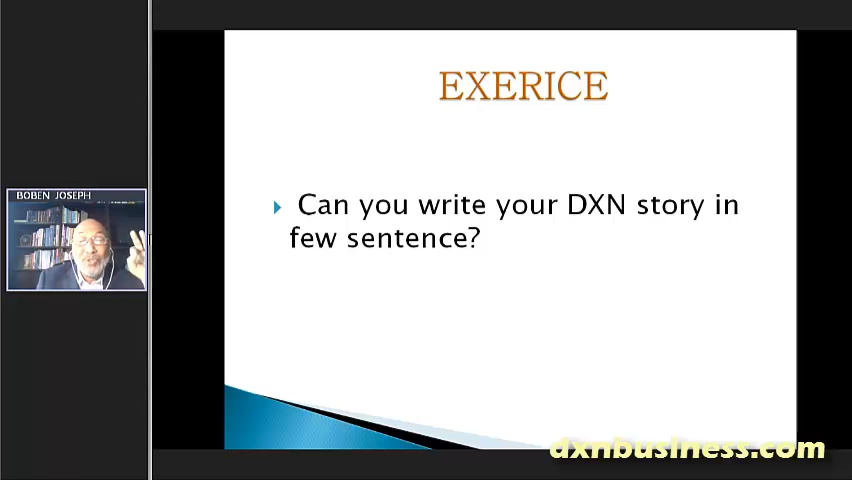 EXERICE
BOBEN JOSEPH
Can you write your DXN story in
few sentence?
dxnbusiness.com